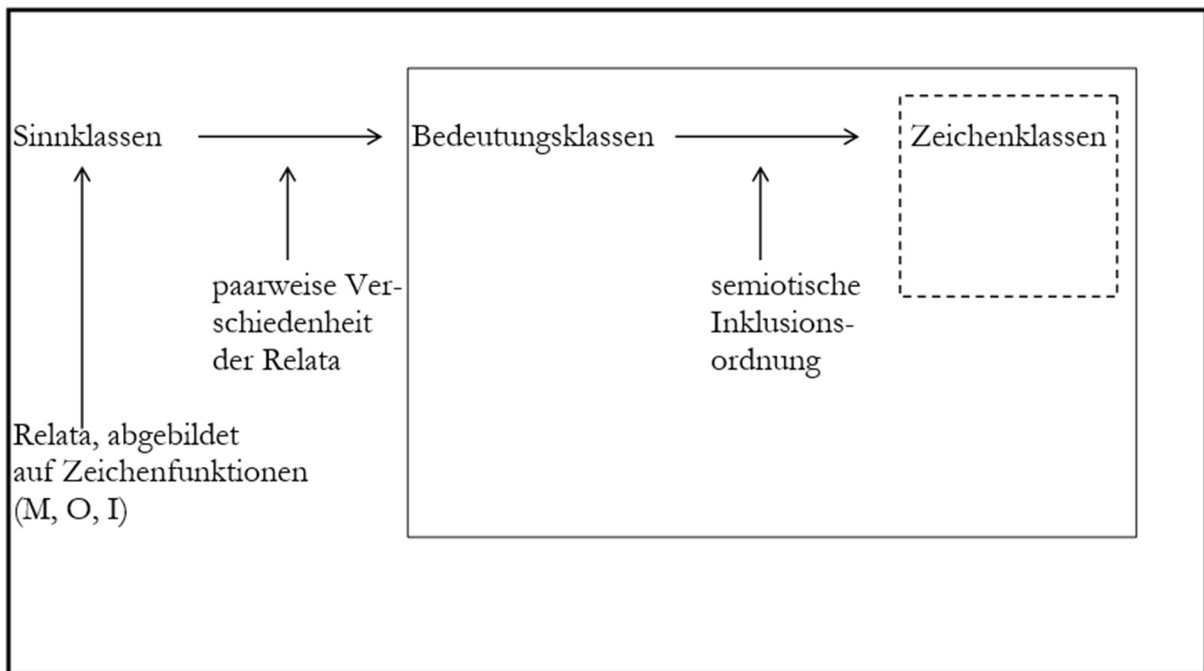 Sinnklassen
Bedeutungsklassen
Zeichenklassen
paarweise Ver-
schiedenheit
der Relata
semiotische
Inklusions-
ordnung
Relata, abgebildet
auf Zeichenfunktionen
(M, O, I)